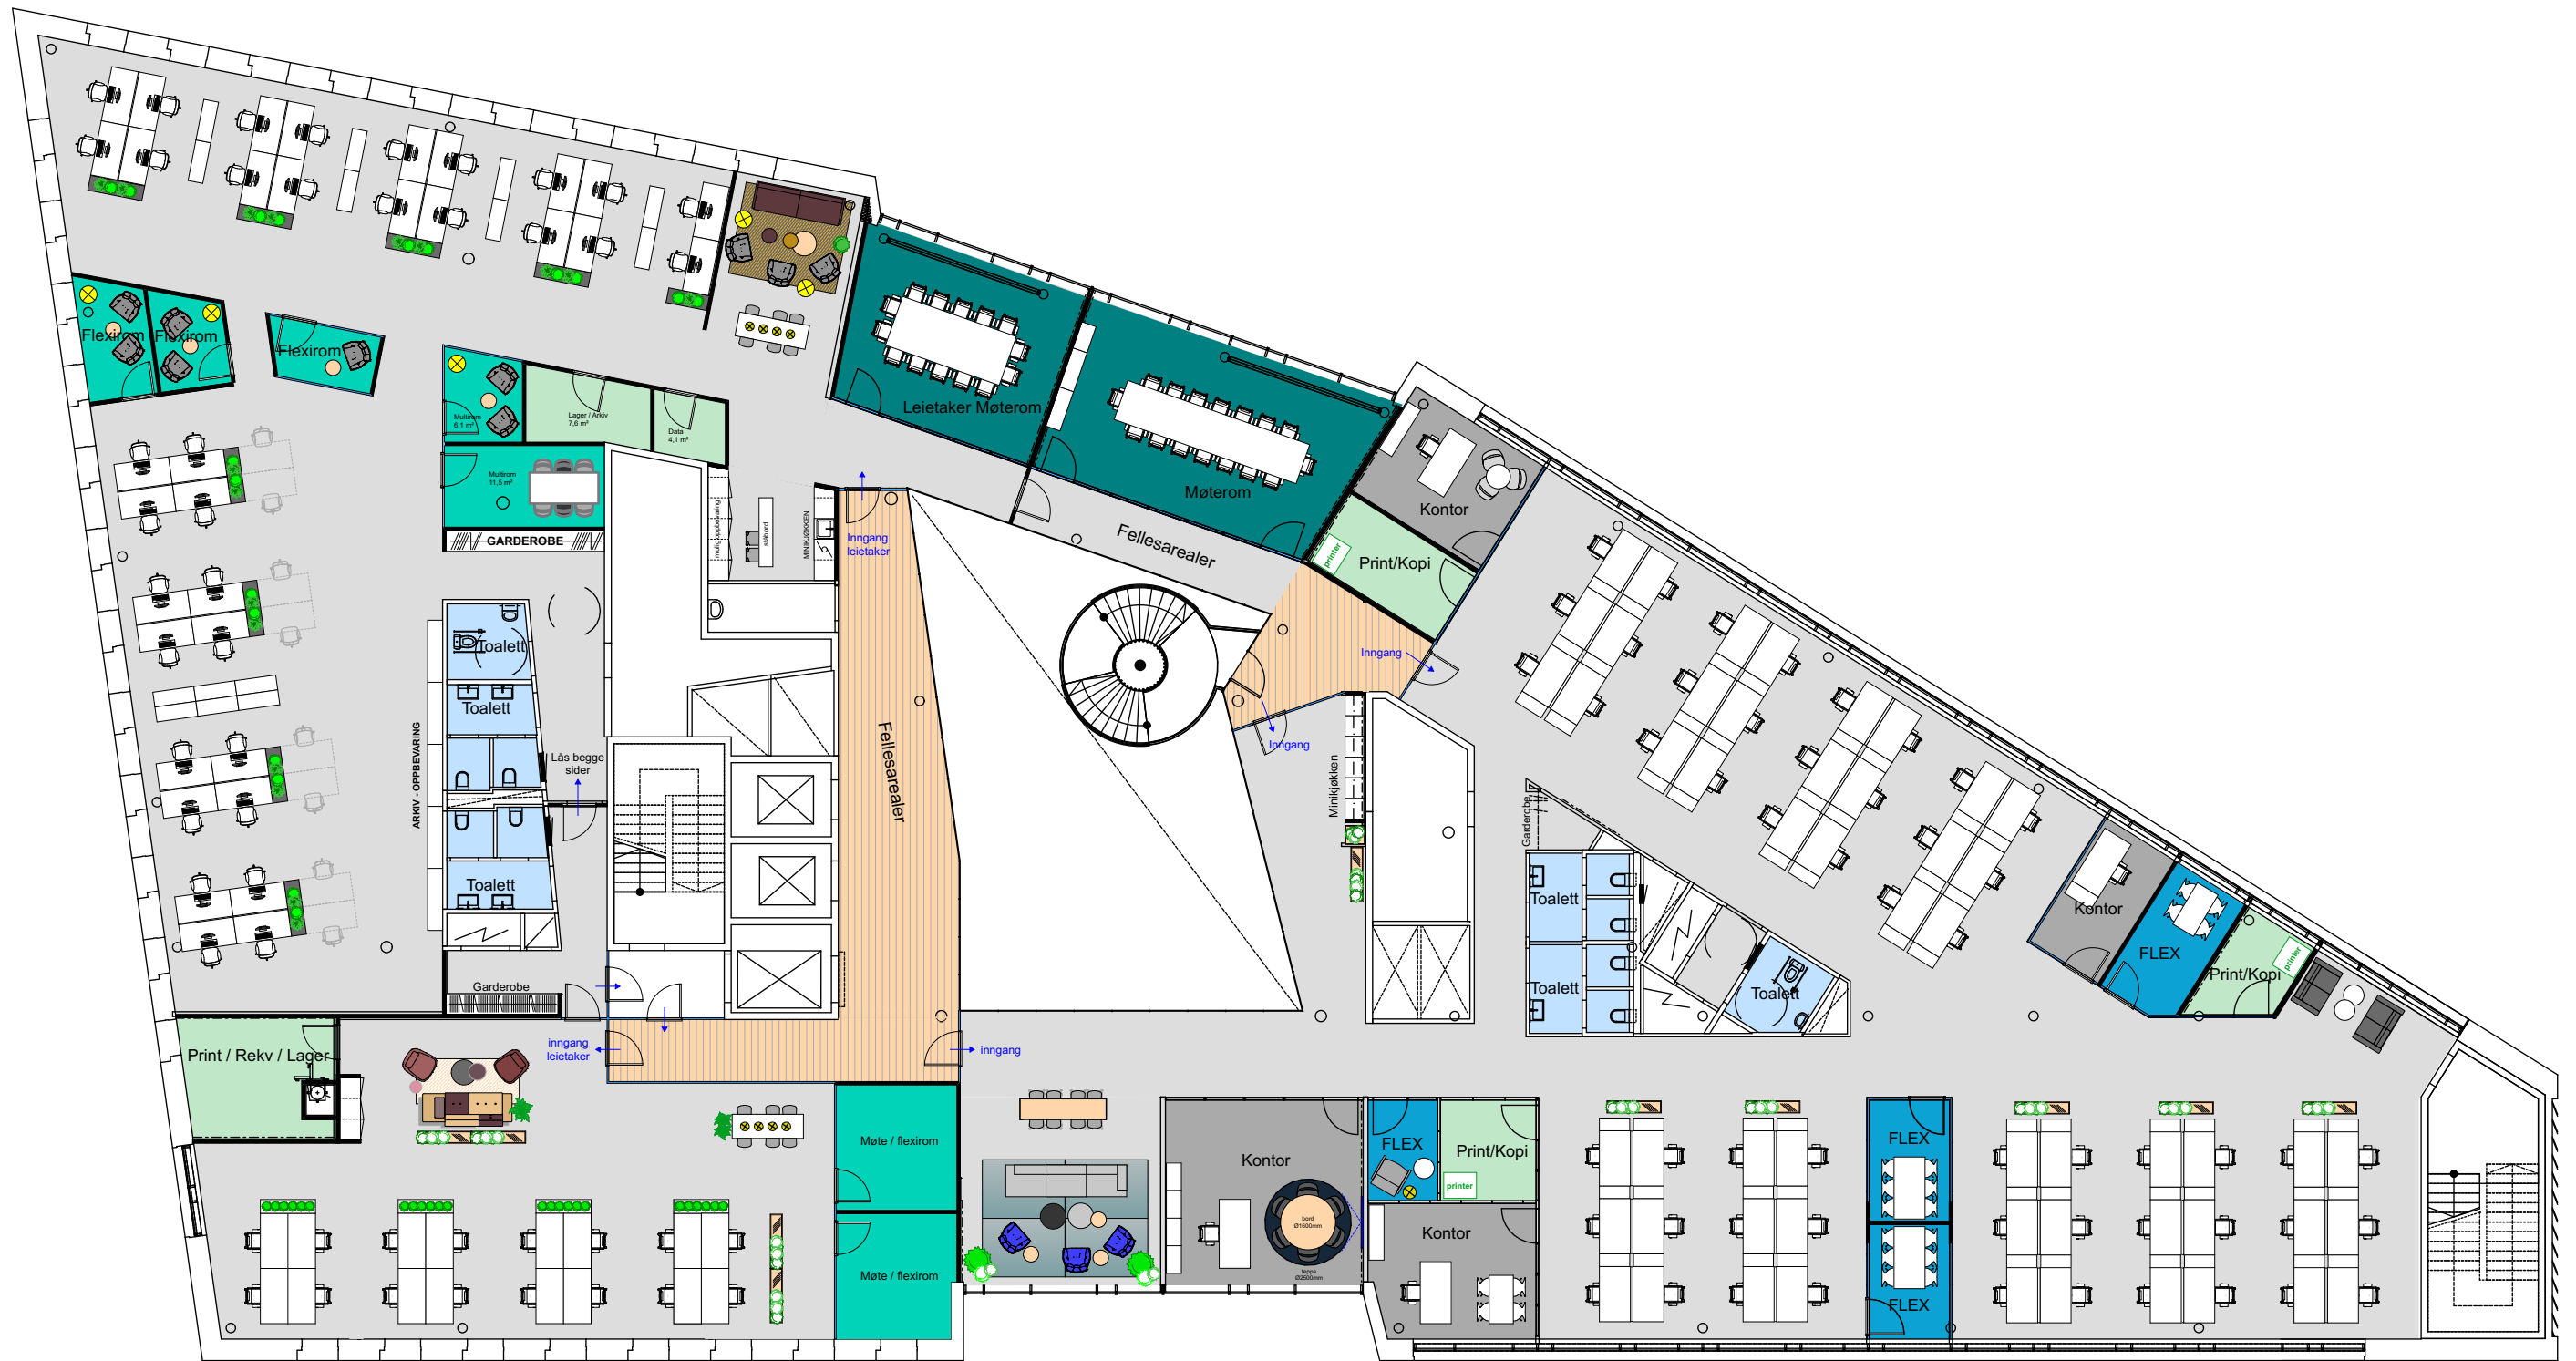 Flexirom
Flexirom
Flexirom
Multirom
6,1 m²
Lager / Arkiv
7,6 m²
Data
4,1 m²
Multirom
11,5 m²
GARDEROBE
muligoppbevaring
ståbord
MINIKJØKKEN
Inngang
leietaker
Leietaker Møterom
Møterom
Fellesarealer
Kontor
Print/Kopi
printer
Inngang
Inngang
Toalett
Toalett
ARKIV - OPPBEVARING
Lås begge
sider
Toalett
Garderobe
Fellesarealer
Minikjøkken
Garderobe
Toalett
Toalett
Toalett
Kontor
FLEX
Print/Kopi
printer
Print / Rekv / Lager
inngang
leietaker
inngang
Møte / flexirom
Møte / flexirom
Kontor
bord
Ø1600mm
teppe
Ø2500mm
FLEX
Print/Kopi
printer
Kontor
FLEX
FLEX